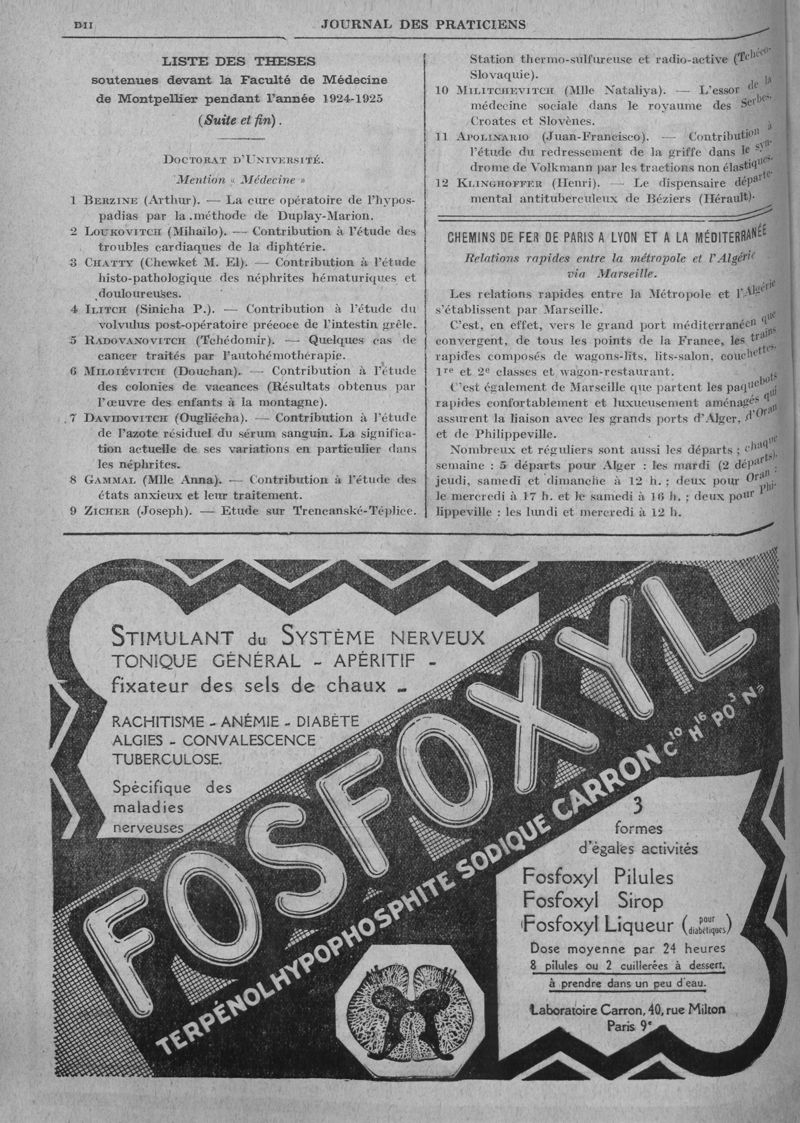 D-II
JOURNAL DES PRATICIENS
LISTE DES THESES
soutenues devant la Faculté de Médecine
de Montpellier pendant l'année 1924-1925
(Suite et fin).
DOCTORAT D'UNIVERSITÉ.
Mention « Médecine »
1 BERZINE (Arthur). — La cure opératoire de l'hypos-
padias par la méthode de Duplay-Marion.
2 LOUKOVITCH (Mihaïlo). — Contribution à l'étude des
troubles cardiaques de la diphtérie.
3 CHATTY (Chewket M. El). — Contribution à l'étude
histo-pathologique des néphrites hématuriques et
douloureuses.
4 ILITCH (Sinicha P.). — Contribution à l'étude du
volvulus post-opératoire précoce de l'intestin grêle.
5 RADOVANOVITCH (Tchédomir). — Quelques cas de
cancer traités par l'autohémothérapie.
6 MILOIÉVITCH (Douchan). — Contribution à l'étude
des colonies de vacances (Résultats obtenus par
l'œuvre des enfants à la montagne).
7 DAVIDOVITCH (Ougliécha). — Contribution à l'étude
de l'azote résiduel du sérum sanguin. La significa-
tion actuelle de ses variations en particulier dans
les néphrites.
8 GAMMAL (Mlle Anna). — Contribution à l'étude des
états anxieux et leur traitement.
9 ZICHER (Joseph). — Etude sur Trencanské-Téplice.
Station thermo-sulfureuse et radio-active (Tchéco-
Slovaquie).
10 MILITCHEVITCH (Mlle Nataliya). — L'essor de la
médecine sociale dans le royaume des Serbes,
Croates et Slovènes.
11 APOLINARIO (Juan-Francisco). — Contribution à
l'étude du redressement de la griffe dans le syn-
drome de Volkmann par les tractions non élastiques.
12 KLINGHOFFER (Henri). — Le dispensaire départe-
mental antituberculeux de Béziers (Hérault).
CHEMINS DE FER DE PARIS A LYON ET A LA MÉDITERRANÉE
Relations rapides entre la métropole et l'Algérie
via Marseille.
Les relations rapides entre la Métropole et l'Algérie
s'établissent par Marseille.
C'est, en effet, vers le grand port méditerranéen que
convergent, de tous les points de la France, les trains
rapides composés de wagons-lits, lits-salon, couchettes,
1re et 2e classes et wagon-restaurant.
C'est également de Marseille que partent les paquebots
rapides confortablement et luxueusement aménagés qui
assurent la liaison avec les grands ports d'Alger, d'Oran
et de Philippeville.
Nombreux et réguliers sont aussi les départs ; chaque
semaine : 5 départs pour Alger : les mardi (2 départs),
jeudi, samedi et dimanche à 12 h. ; deux pour Oran :
le mercredi à 17 h. et le samedi à 16 h. ; deux pour Phi-
lippeville : les lundi et mercredi à 12 h.
STIMULANT du SYSTÈME NERVEUX
TONIQUE GÉNÉRAL - APÉRITIF -
fixateur des sels de chaux -
RACHITISME - ANÉMIE - DIABÈTE
ALGIES - CONVALESCENCE
TUBERCULOSE.
Spécifique des
maladies
nerveuses
FOSFOXYL
TERPÉNOLHYPOPHOSPHITE SODIQUE CARRON C10 H16 PO3 Na
3
formes
d'égales activités
Fosfoxyl Pilules
Fosfoxyl Sirop
Fosfoxyl Liqueur (pour diabétiques)
Dose moyenne par 24 heures
8 pilules ou 2 cuillerées à dessert,
à prendre dans un peu d'eau.
Laboratoire Carron, 40, rue Milton
Paris 9e